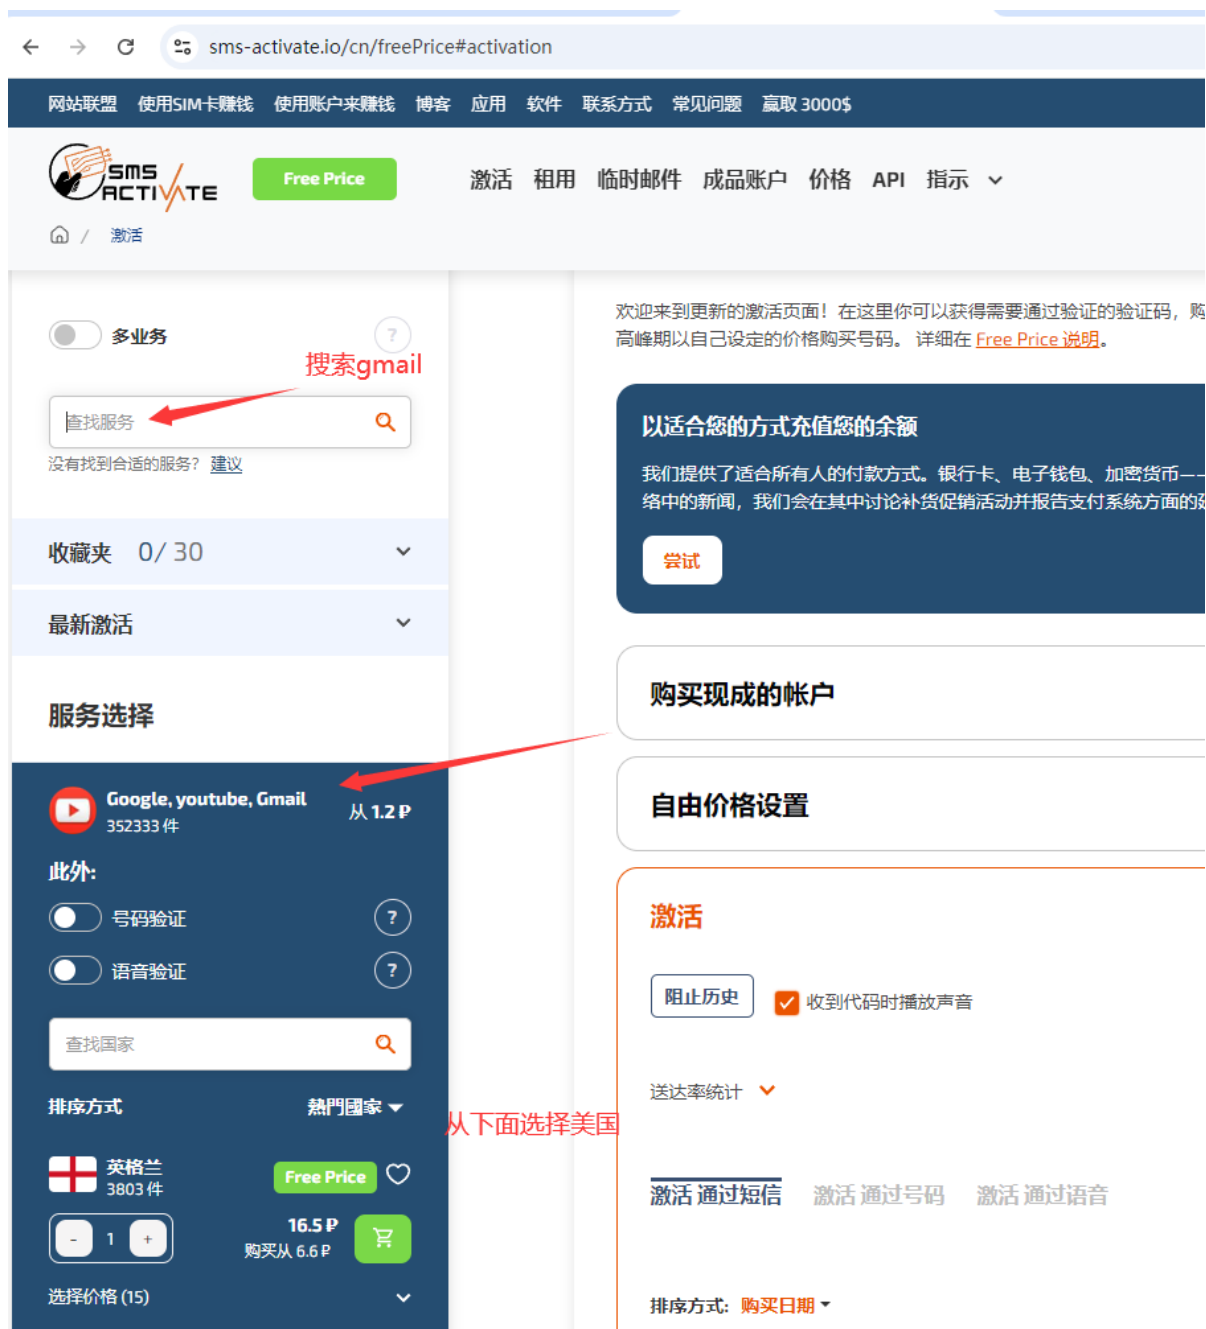 sms-activate.io/cn/freePrice#activation
网站联盟 使用SIM卡赚钱 使用账户来赚钱 博客 应用 软件 联系方式 常见问题 赢取 3000$
SMS ACTIVATE
Free Price
激活 租用 临时邮件 成品账户 价格 API 指示
/ 激活
多业务
?
搜索gmail
查找服务
没有找到合适的服务? 建议
收藏夹 0/ 30
最新激活
服务选择
Google, youtube, Gmail
352333 件
从 1.2 ₽
此外:
号码验证 ?
语音验证 ?
查找国家
排序方式 熱門國家
从下面选择美国
英格兰
3803 件
Free Price
- 1 +
16.5 ₽
购买从 6.6 ₽
选择价格 (15)
欢迎来到更新的激活页面！在这里你可以获得需要通过验证的验证码，购
高峰期以自己设定的价格购买号码。 详细在 Free Price 说明。
以适合您的方式充值您的余额
我们提供了适合所有人的付款方式。银行卡、电子钱包、加密货币——
络中的新闻，我们会在其中讨论补货促销活动并报告支付系统方面的
尝试
购买现成的帐户
自由价格设置
激活
阻止历史
收到代码时播放声音
送达率统计
激活 通过短信 激活 通过号码 激活 通过语音
排序方式: 购买日期